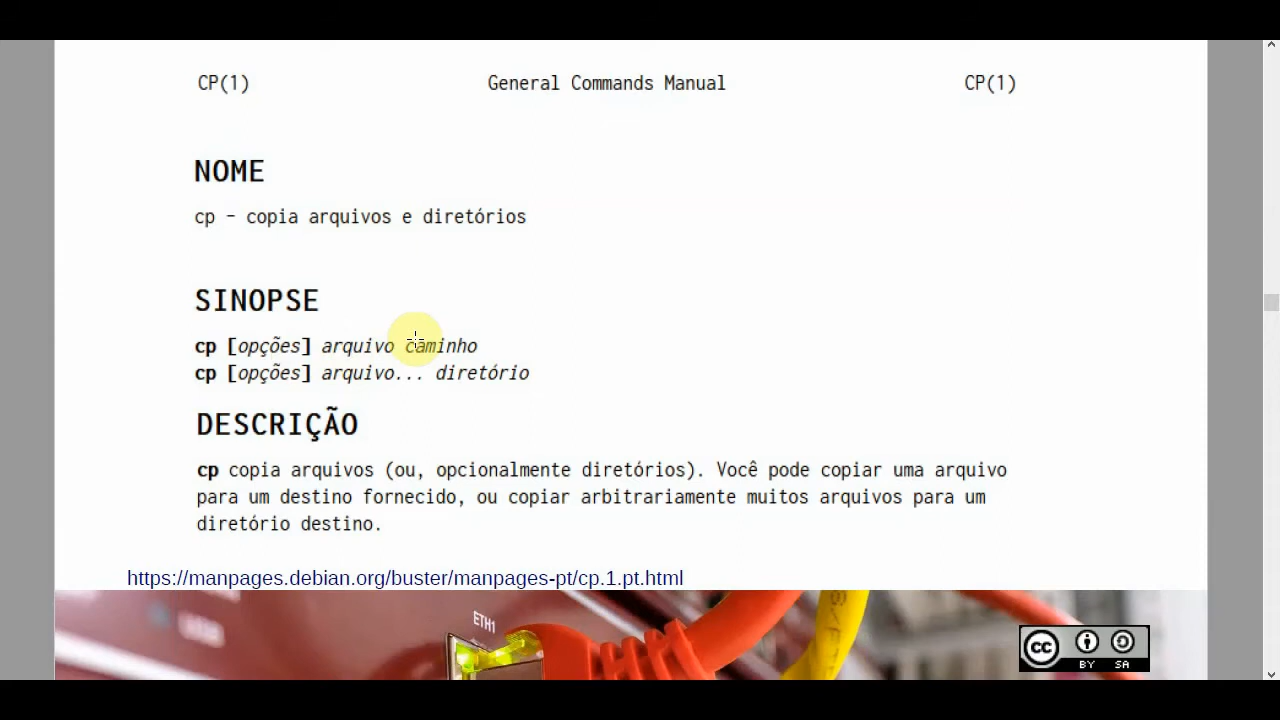 CP(1) General Commands Manual CP(1)
NOME
cp - copia arquivos e diretórios
SINOPSE
cp [opções] arquivo caminho
cp [opções] arquivo... diretório
DESCRIÇÃO
cp copia arquivos (ou, opcionalmente diretórios). Você pode copiar uma arquivo
para um destino fornecido, ou copiar arbitrariamente muitos arquivos para um
diretório destino.
https://manpages.debian.org/buster/manpages-pt/cp.1.pt.html
ETH1
cc BY SA